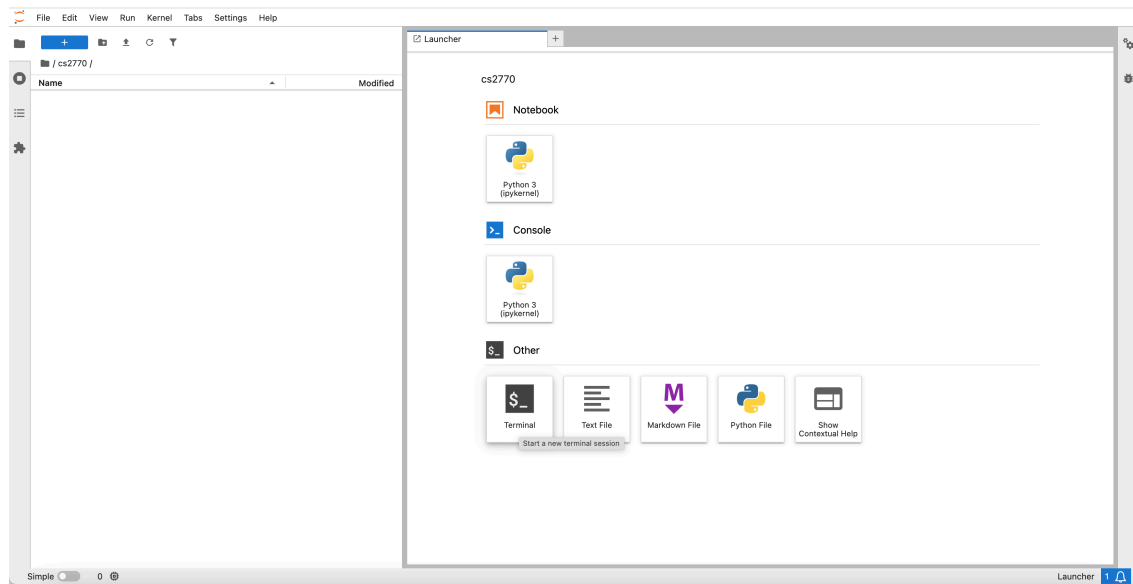 File Edit View Run Kernel Tabs Settings Help
+
/ cs2770 /
Name Modified
Launcher +
cs2770
Notebook
Python 3
(ipykernel)
>_ Console
Python 3
(ipykernel)
$_ Other
$_
Terminal
Text File
M
Markdown File
Python File
Show
Contextual Help
Start a new terminal session
Simple 0
Launcher 1